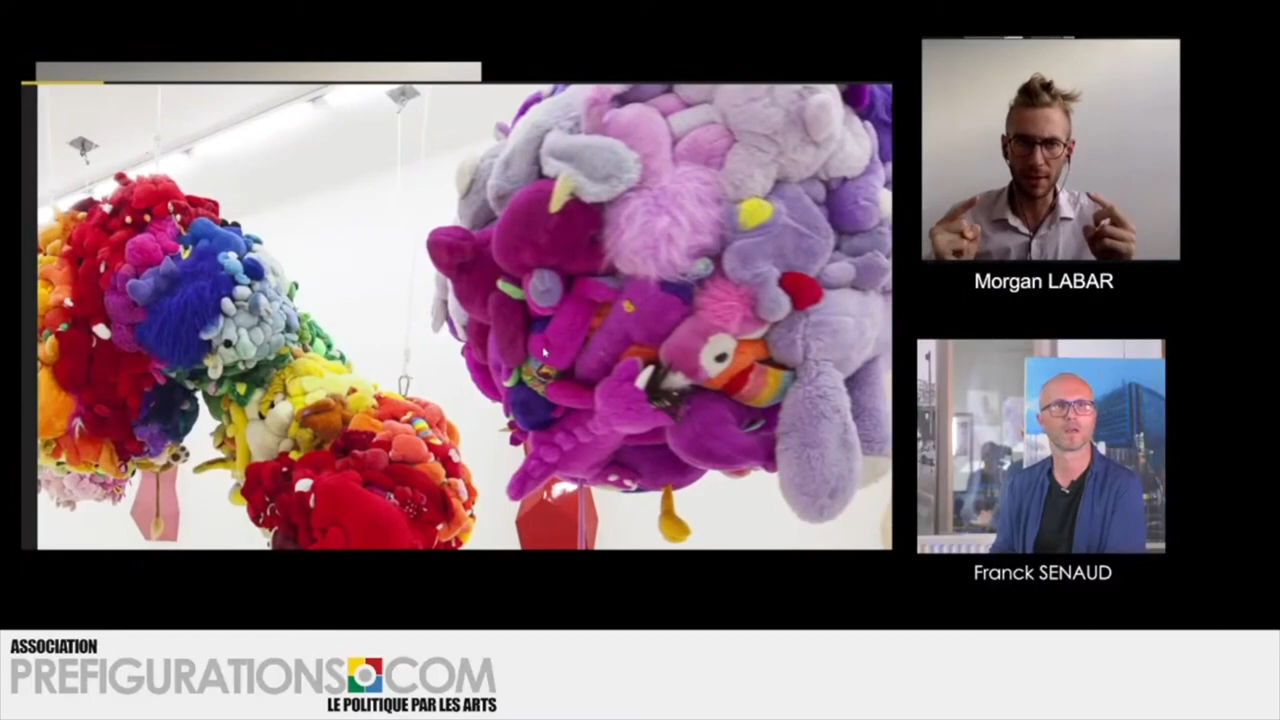 Morgan LABAR
Franck SENAUD
ASSOCIATION
PREFIGURATIONS.COM
LE POLITIQUE PAR LES ARTS